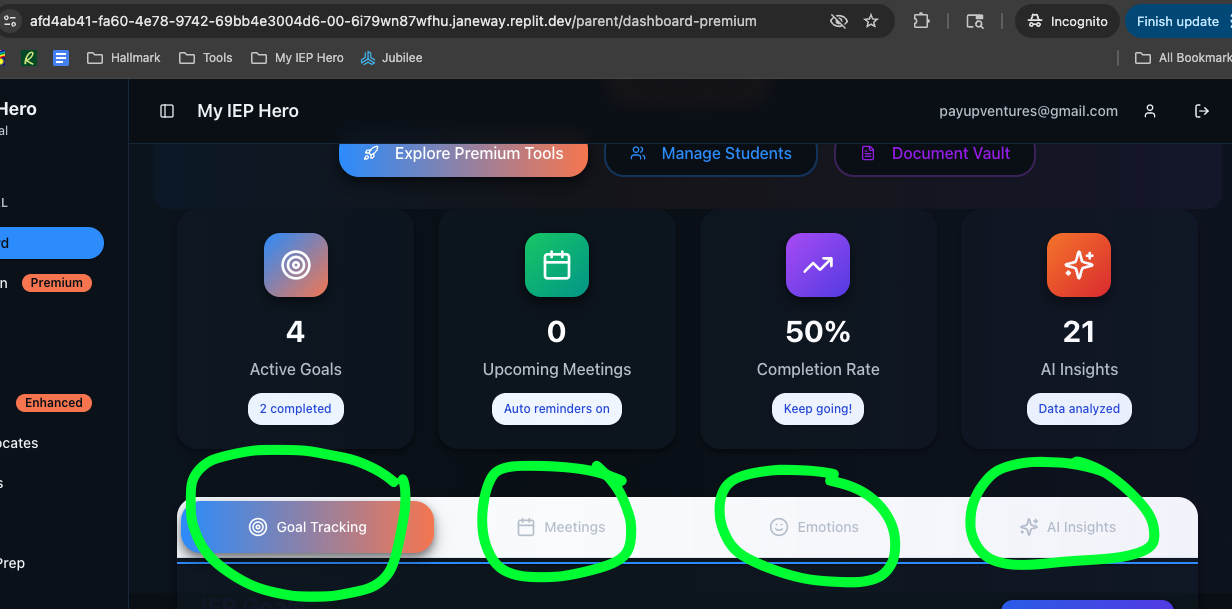 afd4ab41-fa60-4e78-9742-69bb4e3004d6-00-6i79wn87wfhu.janeway.replit.dev/parent/dashboard-premium
Incognito
Finish update
Hallmark
Tools
My IEP Hero
Jubilee
All Bookmark
Hero
al
My IEP Hero
payupventures@gmail.com
Explore Premium Tools
Manage Students
Document Vault
L
d
n
Premium
4
0
50%
21
Active Goals
Upcoming Meetings
Completion Rate
AI Insights
2 completed
Auto reminders on
Keep going!
Data analyzed
Enhanced
ocates
s
Goal Tracking
Meetings
Emotions
AI Insights
Prep